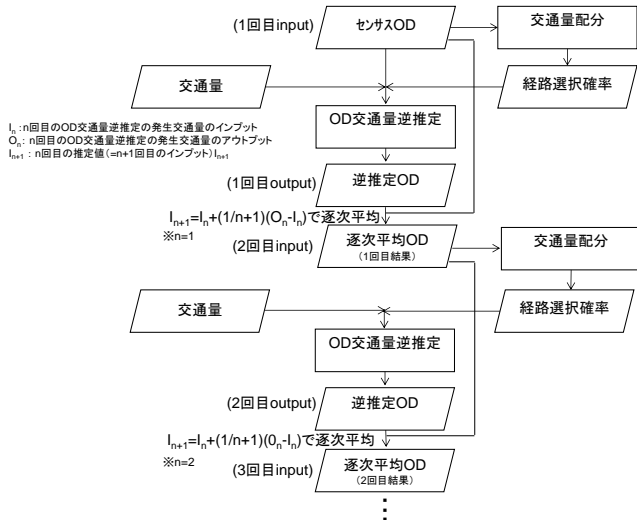 (1回目input)
センサスOD
交通量配分
交通量
経路選択確率
In:n回目のOD交通量逆推定の発生交通量のインプット
On:n回目のOD交通量逆推定の発生交通量のアウトプット
In+1:n回目の推定値(=n+1回目のインプット)In+1
OD交通量逆推定
(1回目output)
逆推定OD
In+1=In+(1/n+1)(On-In)で逐次平均
※n=1
(2回目input)
逐次平均OD
(1回目結果)
交通量配分
交通量
経路選択確率
OD交通量逆推定
(2回目output)
逆推定OD
In+1=In+(1/n+1)(0n-In)で逐次平均
※n=2
(3回目input)
逐次平均OD
(2回目結果)